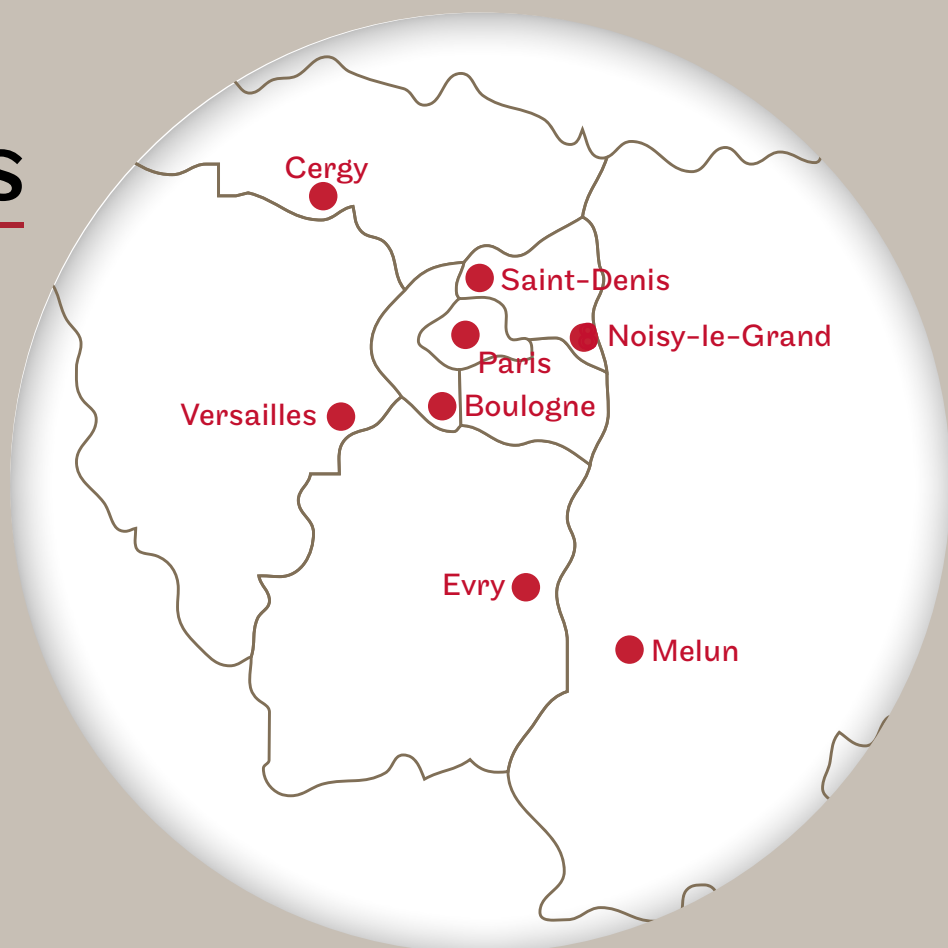 S
Cergy
Saint-Denis
Noisy-le-Grand
Paris
Boulogne
Versailles
Evry
Melun